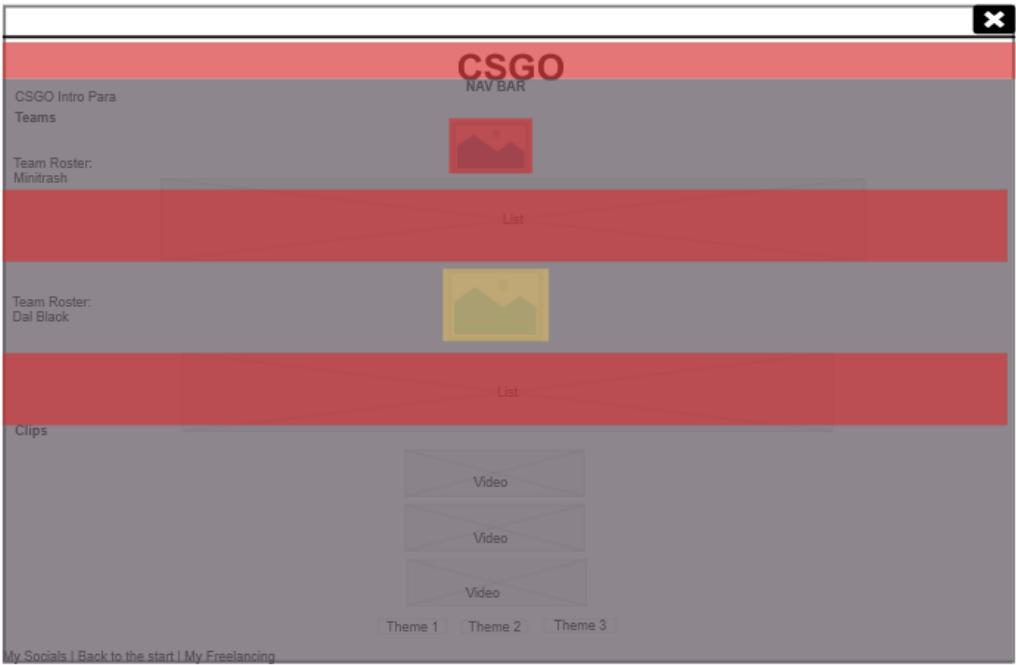 CSGO
NAV BAR
CSGO Intro Para
Teams
Team Roster:
Minitrash
List
Team Roster:
Dal Black
List
Clips
Video
Video
Video
Theme 1 Theme 2 Theme 3
My Socials | Back to the start | My Freelancing